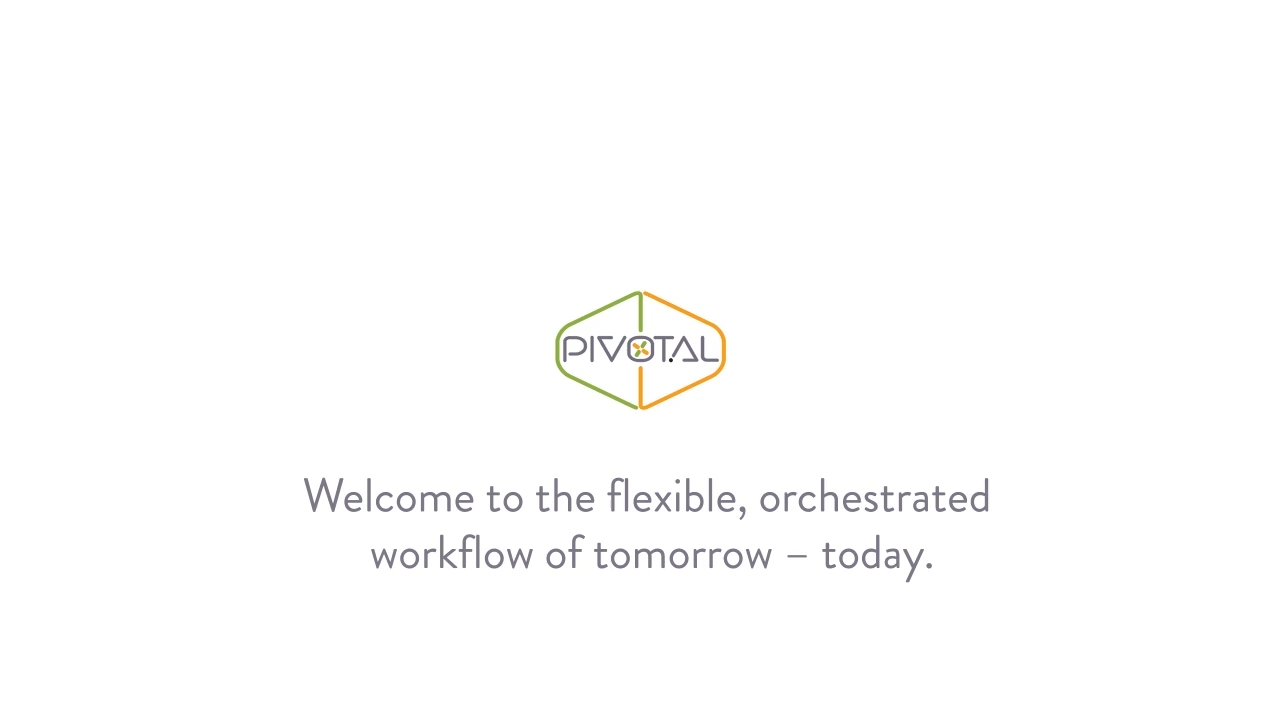 PIVOTAL
Welcome to the flexible, orchestrated
workflow of tomorrow – today.